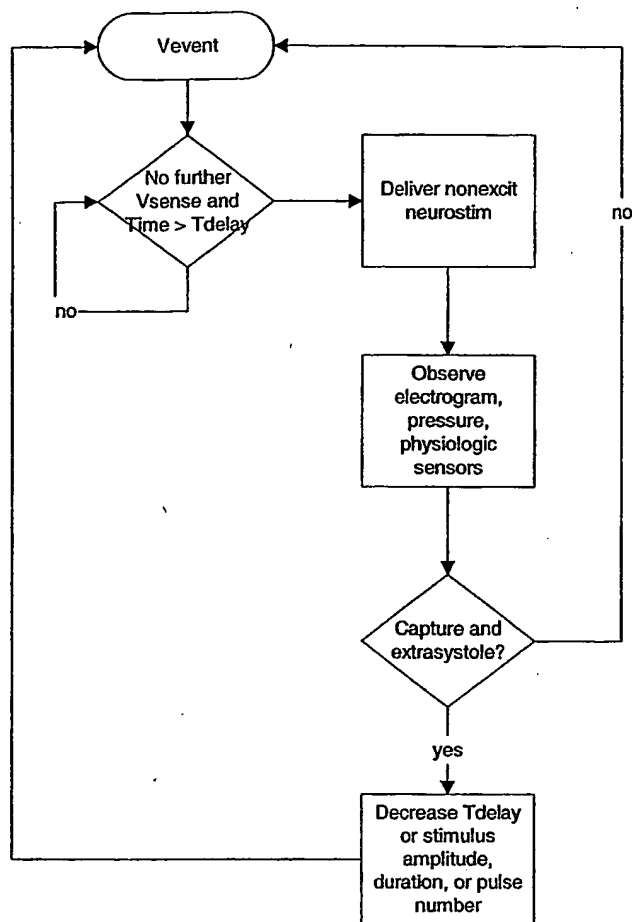 Vevent
No further
Vsense and
Time > Tdelay
no
Deliver nonexcit
neurostim
no
Observe
electrogram,
pressure,
physiologic
sensors
Capture and
extrasystole?
yes
Decrease Tdelay
or stimulus
amplitude,
duration, or pulse
number